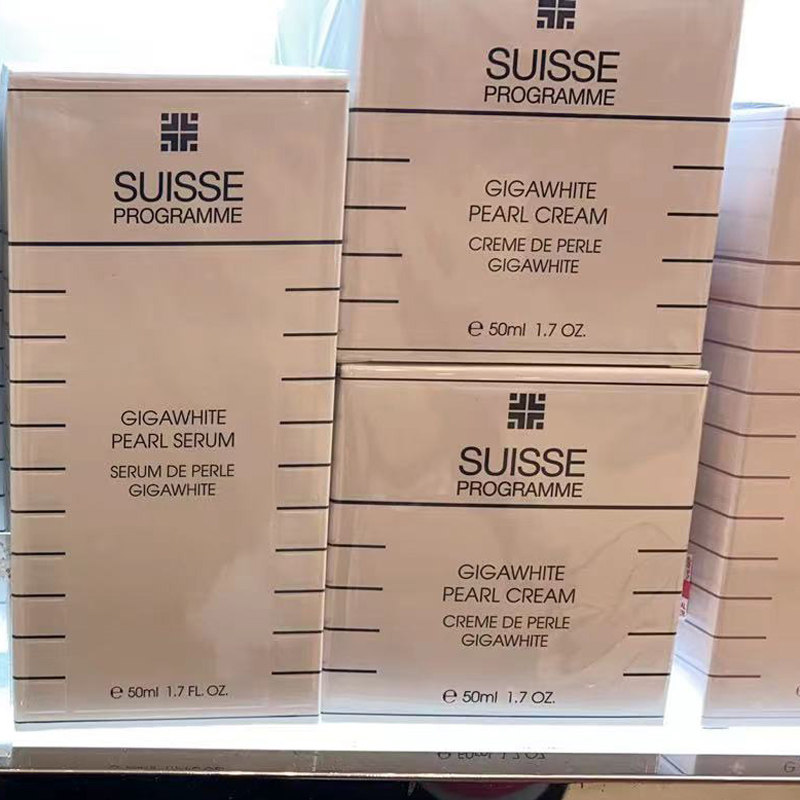 SUISSE
PROGRAMME
GIGAWHITE
PEARL SERUM
SERUM DE PERLE
GIGAWHITE
e 50ml 1.7 FL. OZ.
SUISSE
PROGRAMME
GIGAWHITE
PEARL CREAM
CREME DE PERLE
GIGAWHITE
e 50ml 1.7 OZ.
SUISSE
PROGRAMME
GIGAWHITE
PEARL CREAM
CREME DE PERLE
GIGAWHITE
e 50ml 1.7 OZ.